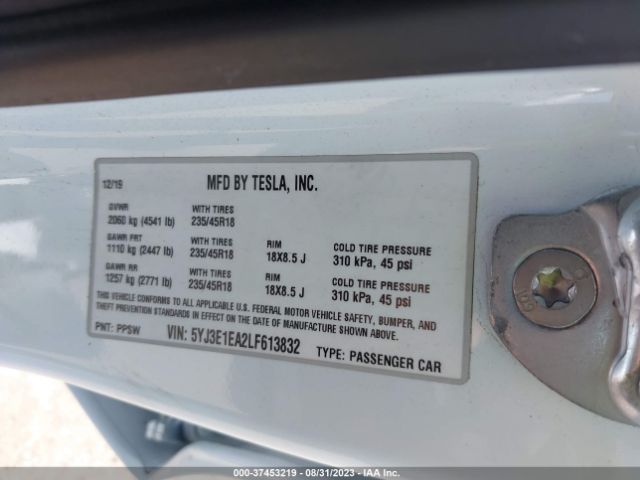 12/19 MFD BY TESLA, INC.
GVWR WITH TIRES
2060 kg (4541 lb) 235/45R18
GAWR FRT WITH TIRES RIM COLD TIRE PRESSURE
1110 kg (2447 lb) 235/45R18 18X8.5 J 310 kPa, 45 psi
GAWR RR WITH TIRES RIM COLD TIRE PRESSURE
1257 kg (2771 lb) 235/45R18 18X8.5 J 310 kPa, 45 psi
THIS VEHICLE CONFORMS TO ALL APPLICABLE U.S. FEDERAL MOTOR VEHICLE SAFETY, BUMPER, AND
THEFT PREVENTION STANDARDS IN EFFECT ON THE DATE OF MANUFACTURE SHOWN ABOVE.
PNT: PPSW VIN: 5YJ3E1EA2LF613832 TYPE: PASSENGER CAR
000-37453219 - 08/31/2023 - IAA Inc.